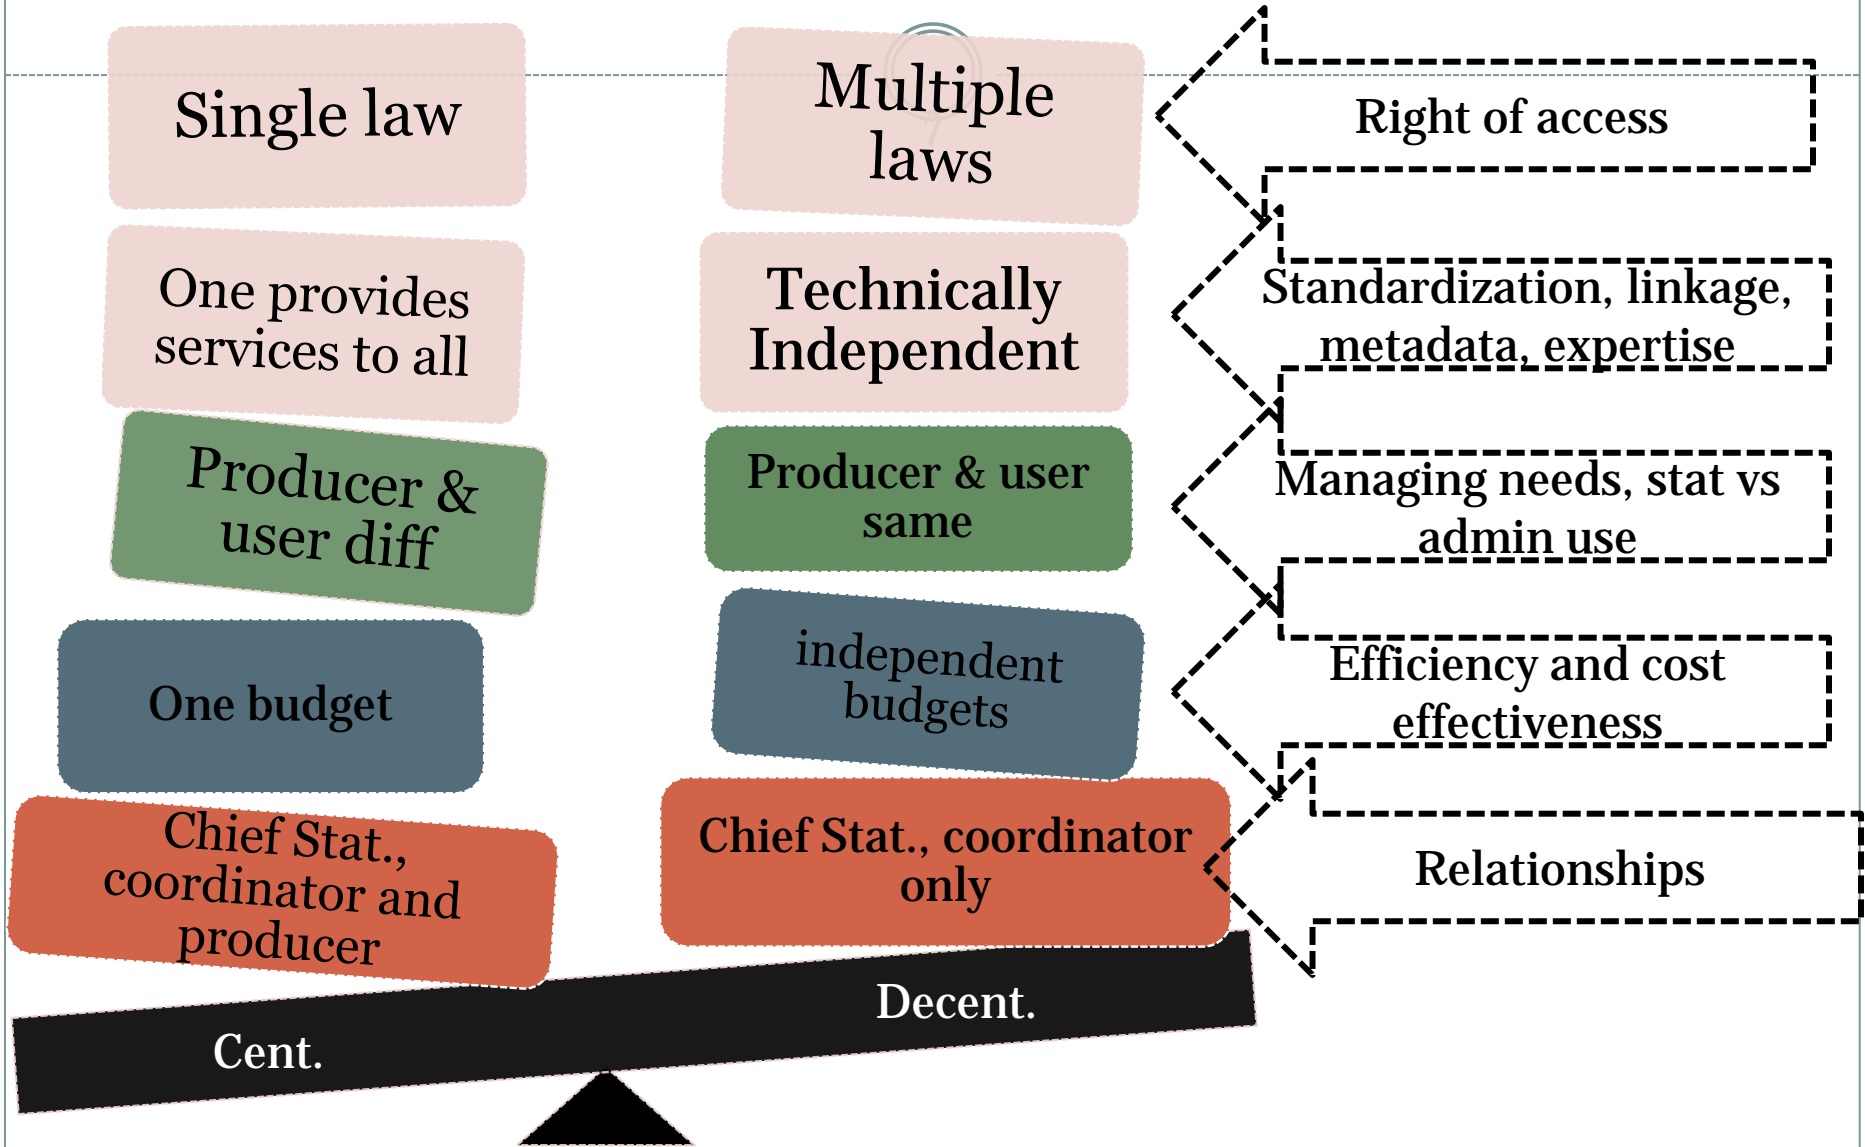 Single law
Multiple
laws
Right of access
One provides
services to all
Technically
Independent
Standardization, linkage,
metadata, expertise
Producer &
user diff
Producer & user
same
Managing needs, stat vs
admin use
One budget
independent
budgets
Efficiency and cost
effectiveness
Chief Stat.,
coordinator and
producer
Chief Stat., coordinator
only
Relationships
Cent.
Decent.